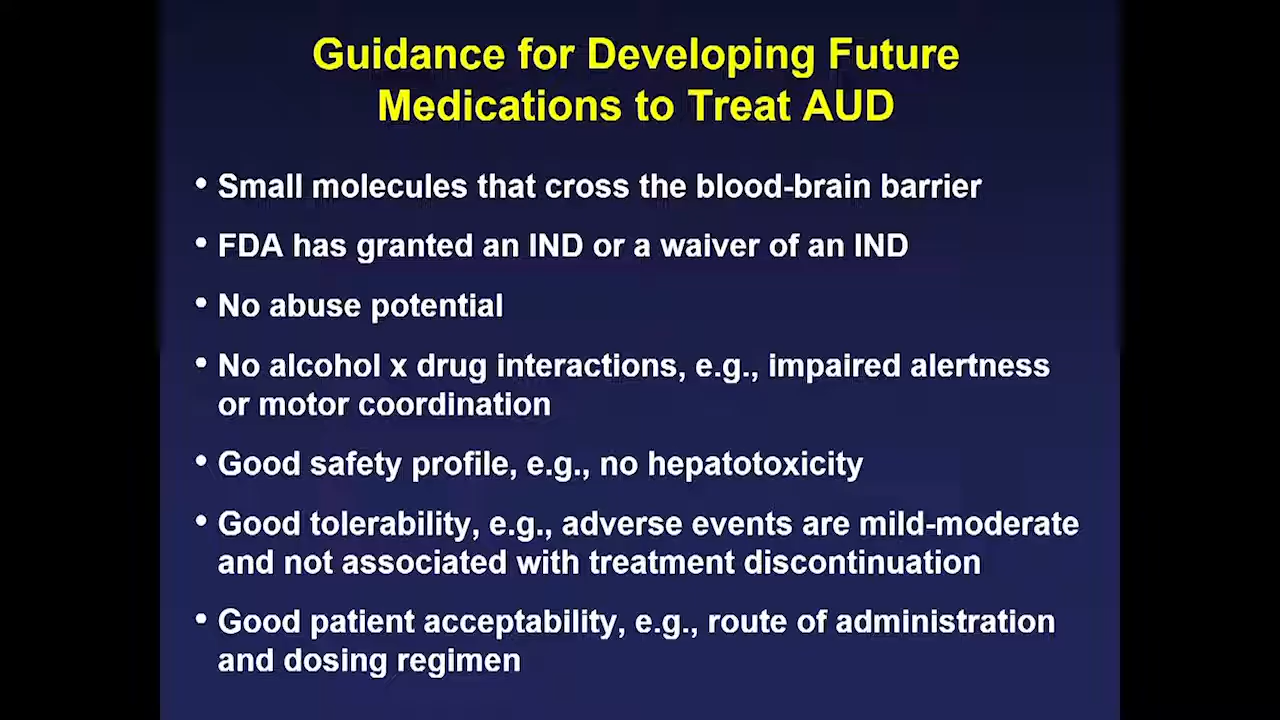 Guidance for Developing Future
Medications to Treat AUD
• Small molecules that cross the blood-brain barrier
• FDA has granted an IND or a waiver of an IND
• No abuse potential
• No alcohol x drug interactions, e.g., impaired alertness
or motor coordination
• Good safety profile, e.g., no hepatotoxicity
• Good tolerability, e.g., adverse events are mild-moderate
and not associated with treatment discontinuation
• Good patient acceptability, e.g., route of administration
and dosing regimen